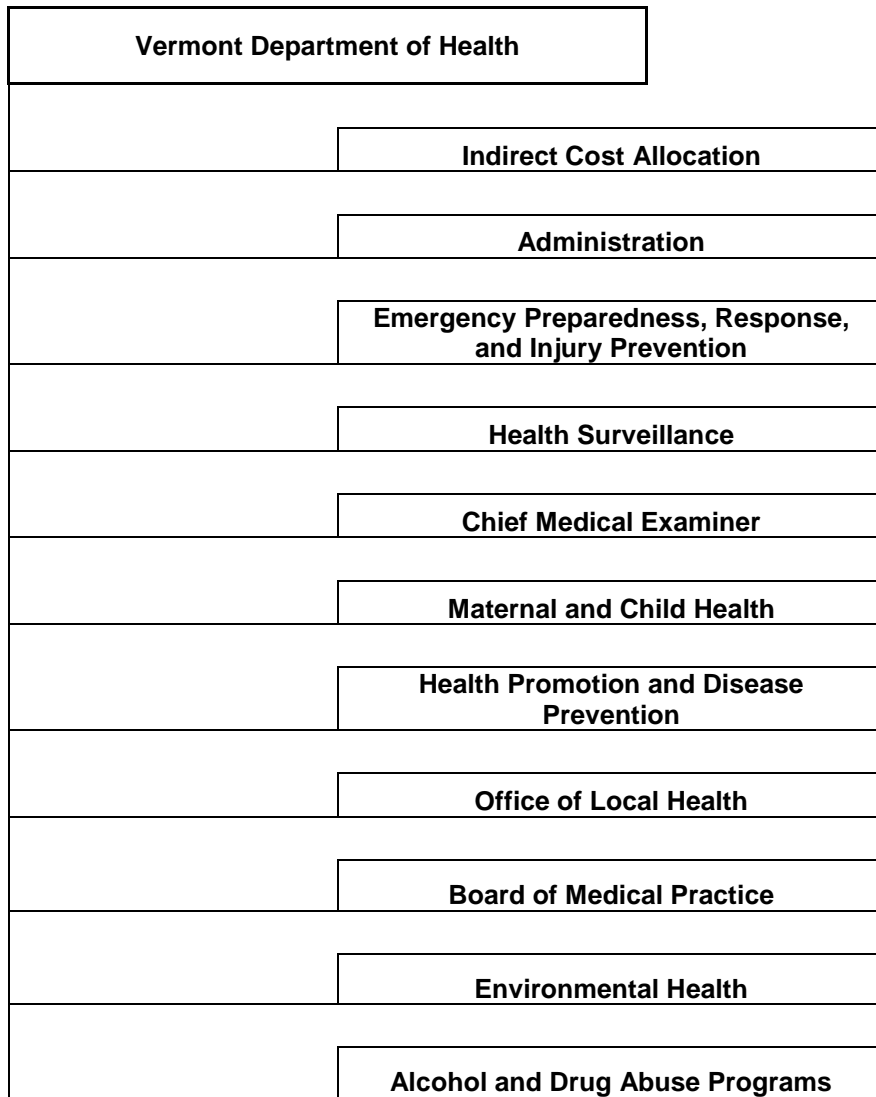 Vermont Department of Health
Indirect Cost Allocation
Administration
Emergency Preparedness, Response,
and Injury Prevention
Health Surveillance
Chief Medical Examiner
Maternal and Child Health
Health Promotion and Disease
Prevention
Office of Local Health
Board of Medical Practice
Environmental Health
Alcohol and Drug Abuse Programs